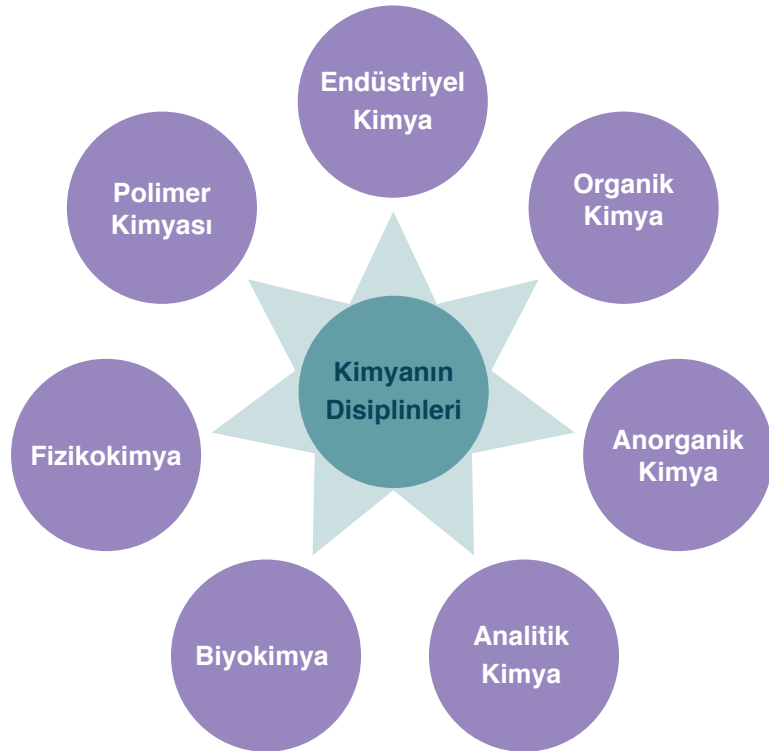 Endüstriyel
Kimya
Organik
Kimya
Anorganik
Kimya
Analitik
Kimya
Biyokimya
Fizikokimya
Polimer
Kimyası
Kimyanın
Disiplinleri